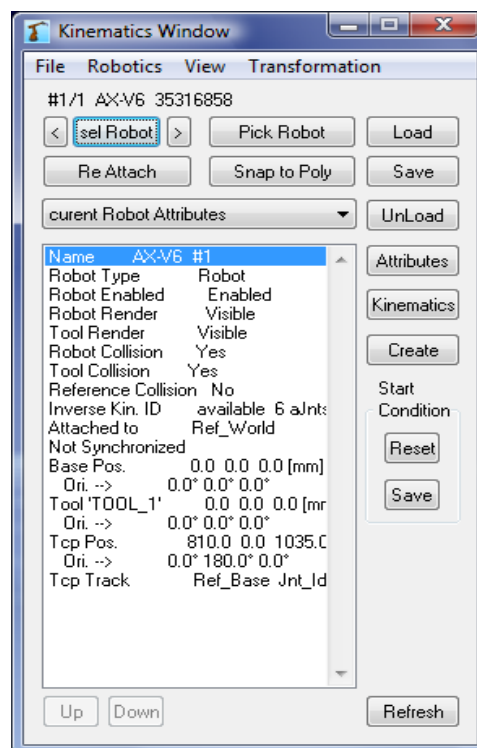 Kinematics Window
File Robotics View Transformation
#1/1 AX-V6 35316858
< sel Robot > Pick Robot Load
Re Attach Snap to Poly Save
curent Robot Attributes UnLoad
Name AX-V6 #1
Robot Type Robot
Robot Enabled Enabled
Robot Render Visible
Tool Render Visible
Robot Collision Yes
Tool Collision Yes
Reference Collision No
Inverse Kin. ID available 6 aJnts
Attached to Ref_World
Not Synchronized
Base Pos. 0.0 0.0 0.0 [mm]
Ori. --> 0.0° 0.0° 0.0°
Tool 'TOOL_1' 0.0 0.0 0.0 [mr
Ori. --> 0.0° 0.0° 0.0°
Tcp Pos. 810.0 0.0 1035.0
Ori. --> 0.0° 180.0° 0.0°
Tcp Track Ref_Base Jnt_Id
Attributes
Kinematics
Create
Start
Condition
Reset
Save
Up Down Refresh